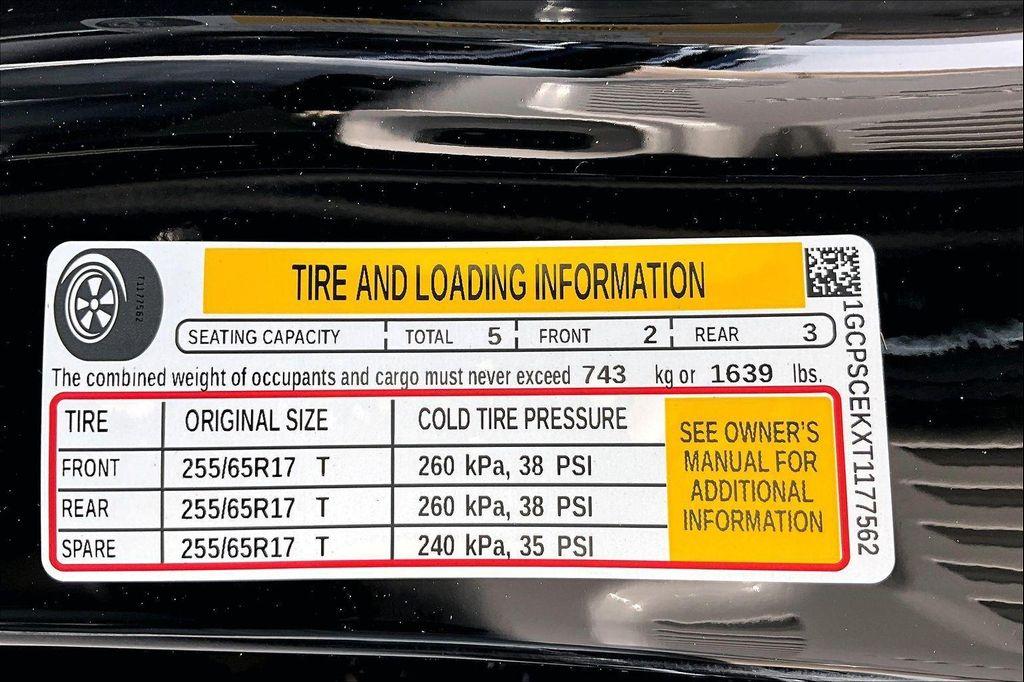 TIRE AND LOADING INFORMATION
SEATING CAPACITY TOTAL 5 FRONT 2 REAR 3
The combined weight of occupants and cargo must never exceed 743 kg or 1639 lbs.
TIRE ORIGINAL SIZE COLD TIRE PRESSURE
FRONT 255/65R17 T 260 kPa, 38 PSI
REAR 255/65R17 T 260 kPa, 38 PSI
SPARE 255/65R17 T 240 kPa, 35 PSI
SEE OWNER'S
MANUAL FOR
ADDITIONAL
INFORMATION
1GCPSCEKXT1177562
T1177562